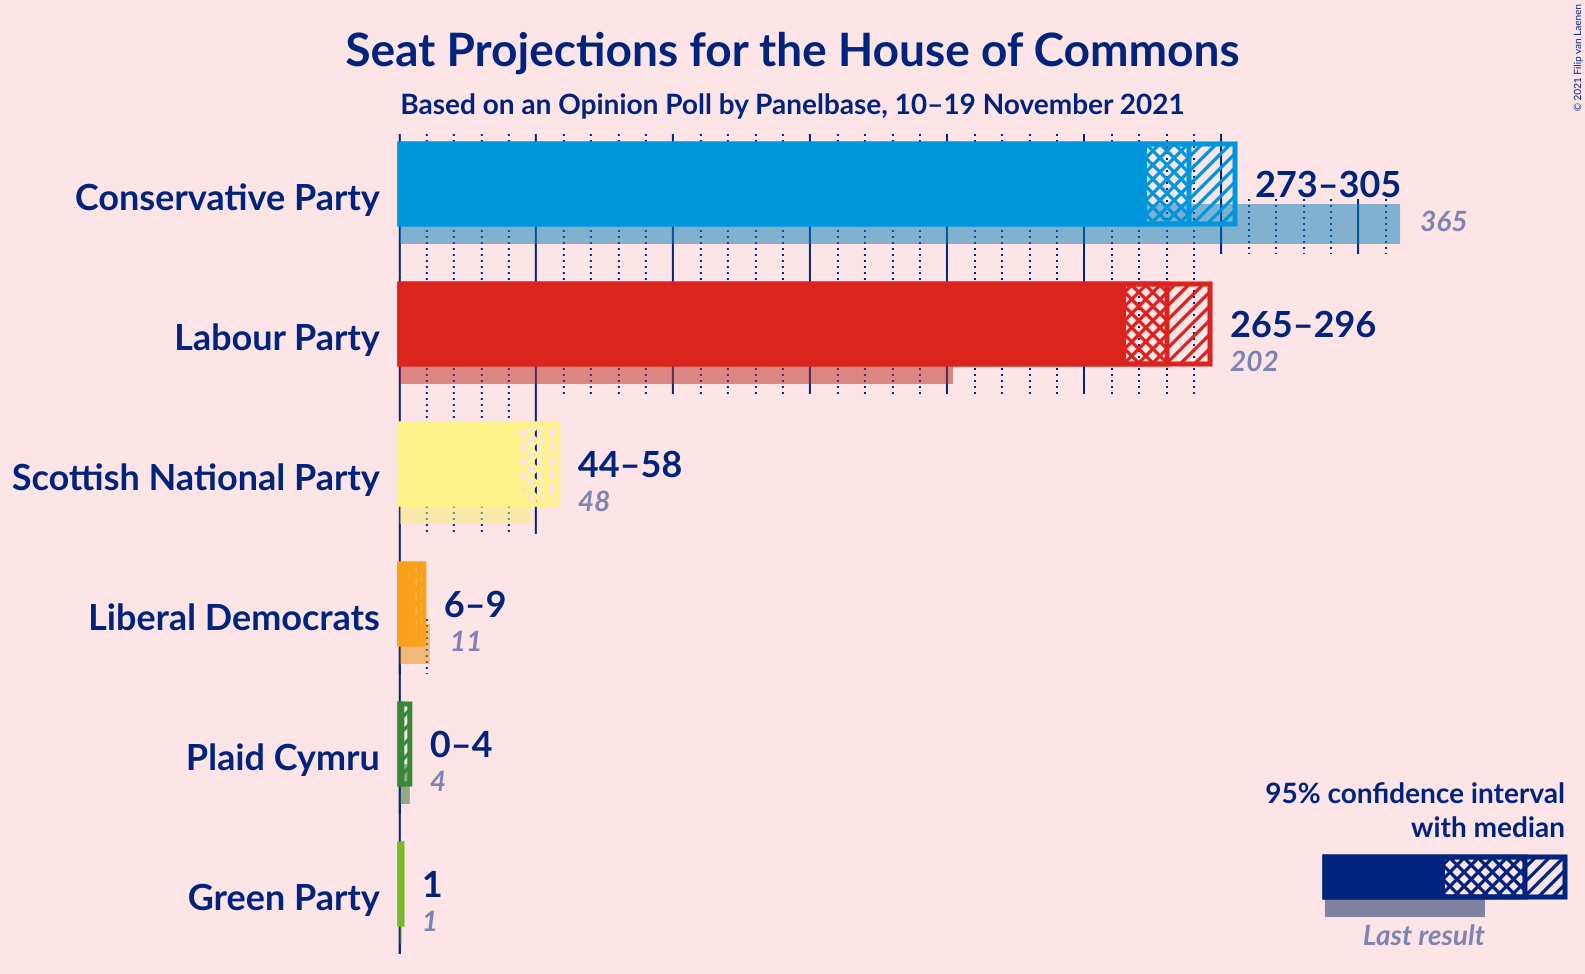 Seat Projections for the House of Commons
Based on an Opinion Poll by Panelbase, 10–19 November 2021
© 2021 Filip van Laenen
Conservative Party
273–305
365
Labour Party
265–296
202
Scottish National Party
44–58
48
Liberal Democrats
6–9
11
Plaid Cymru
0–4
4
Green Party
1
1
95% confidence interval
with median
Last result